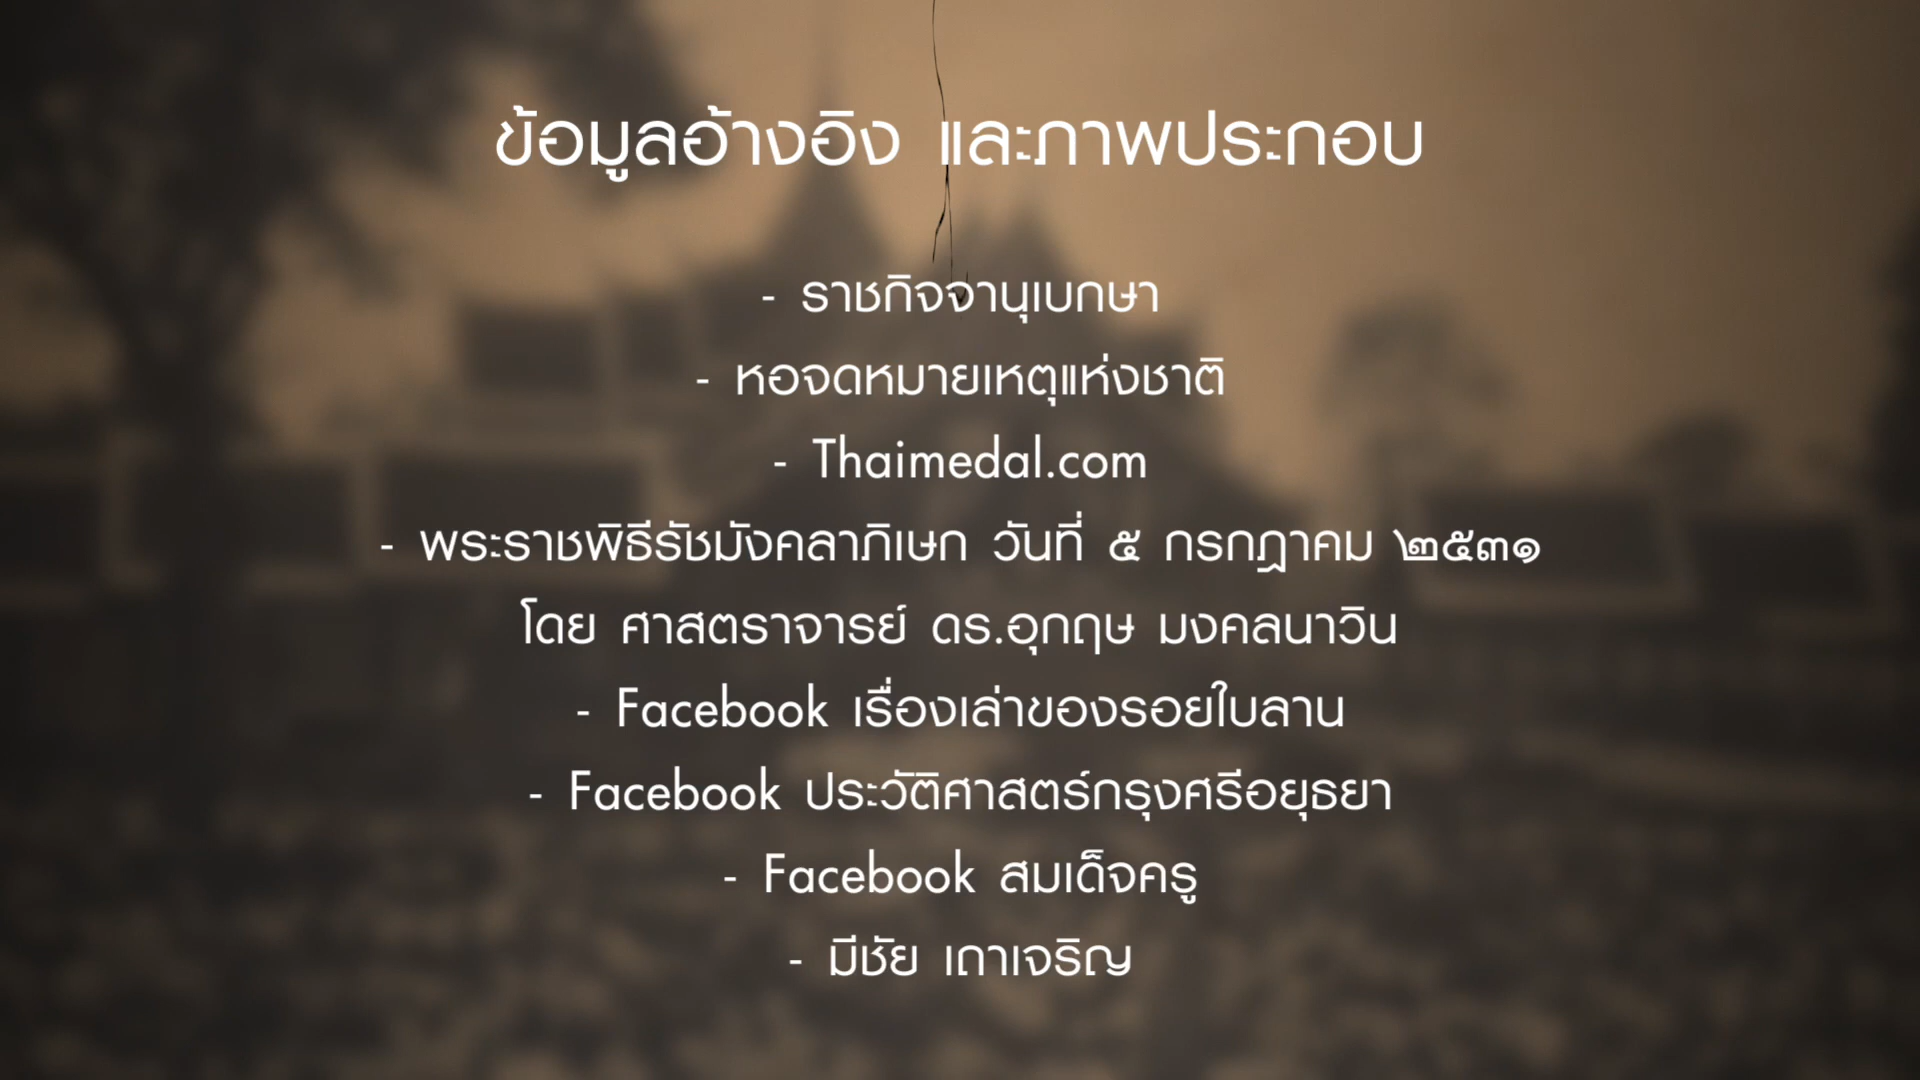 ข้อมูลอ้างอิง และภาพประกอบ
- ราชกิจจานุเบกษา
- หอจดหมายเหตุแห่งชาติ
- Thaimedal.com
- พระราชพิธีรัชมังคลาภิเษก วันที่ ๕ กรกฎาคม ๒๕๓๑
โดย ศาสตราจารย์ ดร.อุกฤษ มงคลนาวิน
- Facebook เรื่องเล่าของรอยใบลาน
- Facebook ประวัติศาสตร์กรุงศรีอยุธยา
- Facebook สมเด็จครู
- มีชัย เถาเจริญ